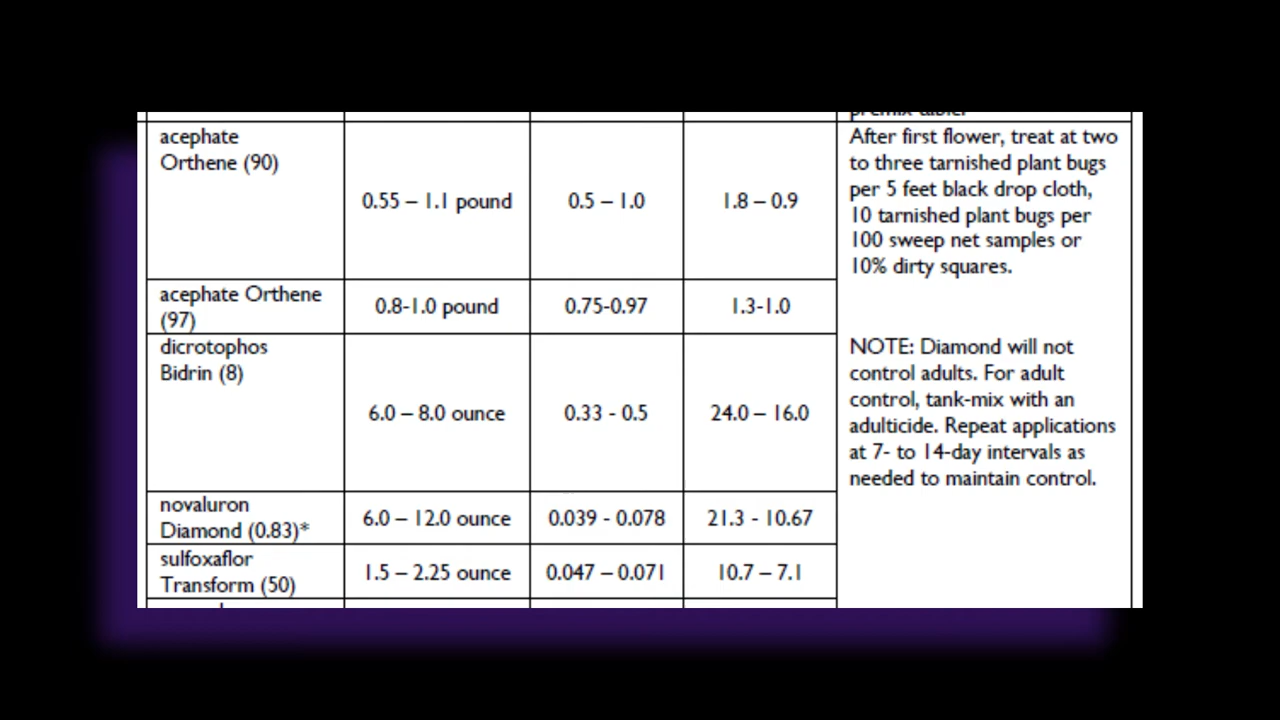 acephate
Orthene (90)
0.55 – 1.1 pound
0.5 – 1.0
1.8 – 0.9
After first flower, treat at two
to three tarnished plant bugs
per 5 feet black drop cloth,
10 tarnished plant bugs per
100 sweep net samples or
10% dirty squares.
acephate Orthene
(97)
0.8-1.0 pound
0.75-0.97
1.3-1.0
dicrotophos
Bidrin (8)
6.0 – 8.0 ounce
0.33 - 0.5
24.0 – 16.0
NOTE: Diamond will not
control adults. For adult
control, tank-mix with an
adulticide. Repeat applications
at 7- to 14-day intervals as
needed to maintain control.
novaluron
Diamond (0.83)*
6.0 – 12.0 ounce
0.039 - 0.078
21.3 - 10.67
sulfoxaflor
Transform (50)
1.5 – 2.25 ounce
0.047 – 0.071
10.7 – 7.1